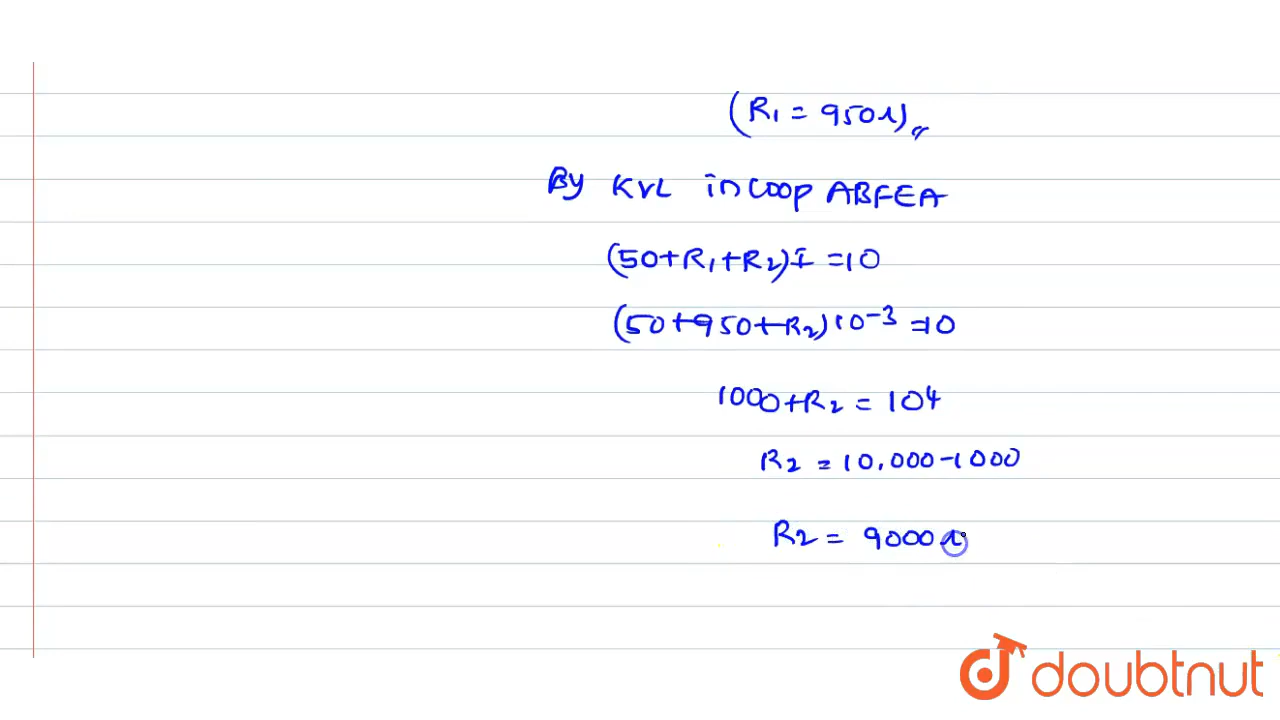 (R₁ = 950Ω)
By KVL in Loop ABFEA
(50+R₁+R₂)I = 10
(50+950+R₂)10⁻³ = 10
1000+R₂ = 10⁴
R₂ = 10,000-1000
R₂ = 9000Ω
doubtnut